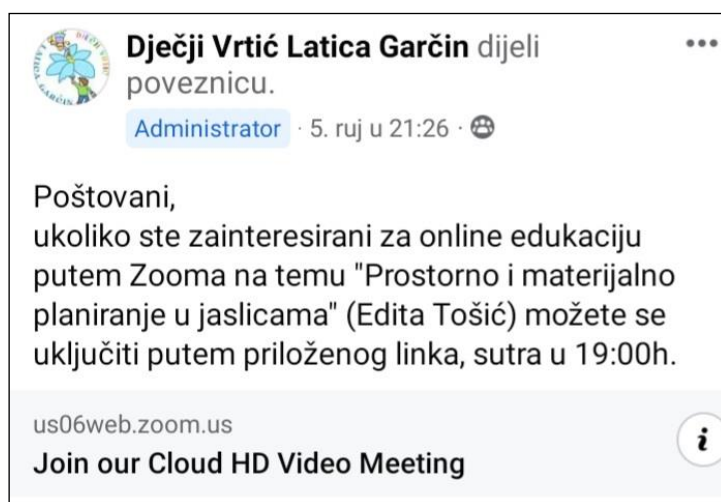 Dječji Vrtić Latica Garčin dijeli
poveznicu.
Administrator · 5. ruj u 21:26 ·
Poštovani,
ukoliko ste zainteresirani za online edukaciju
putem Zooma na temu "Prostorno i materijalno
planiranje u jaslicama" (Edita Tošić) možete se
uključiti putem priloženog linka, sutra u 19:00h.
us06web.zoom.us
Join our Cloud HD Video Meeting